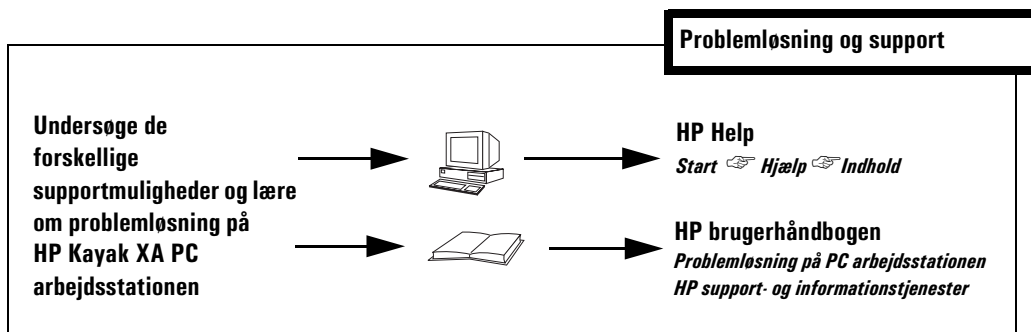 Problemløsning og support
Undersøge de
forskellige
supportmuligheder og lære
om problemløsning på
HP Kayak XA PC
arbejdsstationen
HP Help
Start ☞ Hjælp ☞ Indhold
HP brugerhåndbogen
Problemløsning på PC arbejdsstationen
HP support- og informationstjenester